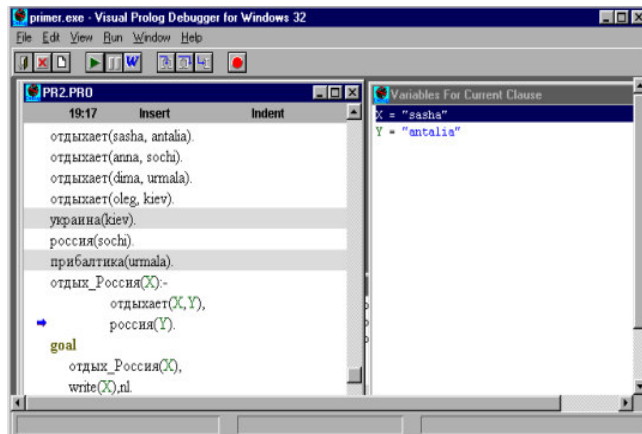 primer.exe - Visual Prolog Debugger for Windows 32
File Edit View Run Window Help
W
PR2.PRO
19:17 Insert Indent
отдыхает(sasha, antalia).
отдыхает(anna, sochi).
отдыхает(dima, urmala).
отдыхает(oleg, kiev).
украина(kiev).
россия(sochi).
прибалтика(urmala).
отдых_Россия(X):-
отдыхает(X,Y),
россия(Y).
goal
отдых_Россия(X),
write(X),nl.
Variables For Current Clause
X = "sasha"
Y = "antalia"